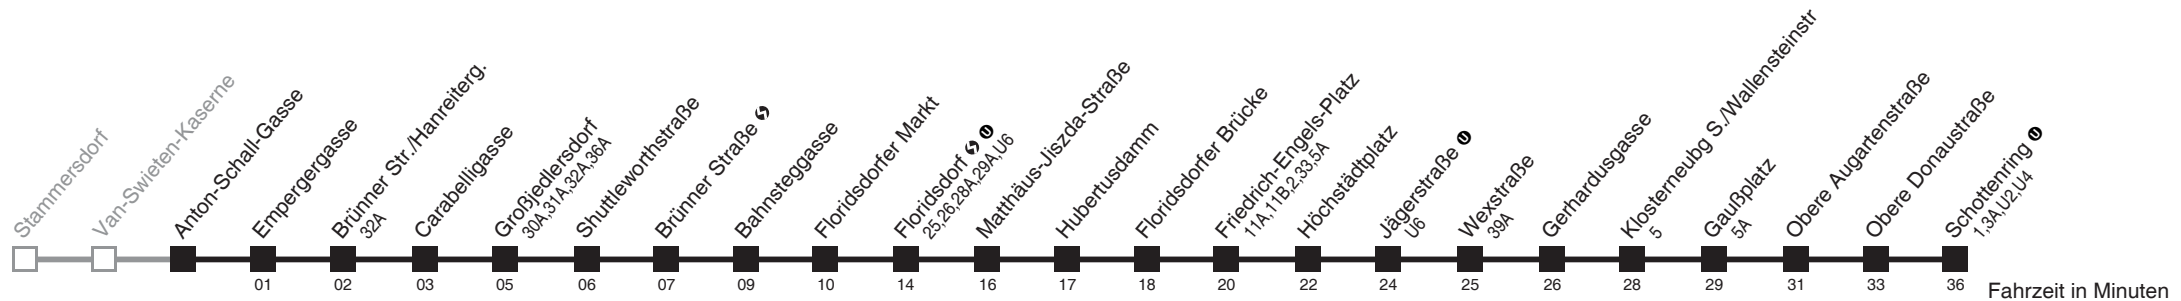 Stammersdorf
Van-Swieten-Kaserne
Anton-Schall-Gasse
Empergergasse
01
Brünner Str./Hanreiterg.
32A
02
Carabelligasse
03
Großjedlersdorf
30A,31A,32A,36A
05
Shuttleworthstraße
06
Brünner Straße S
07
Bahnsteggasse
09
Floridsdorfer Markt
10
Floridsdorf S U
25,26,28A,29A,U6
14
Matthäus-Jiszda-Straße
16
Hubertusdamm
17
Floridsdorfer Brücke
18
Friedrich-Engels-Platz
11A,11B,2,33,5A
20
Höchstädtplatz
22
Jägerstraße U
U6
24
Wexstraße
39A
25
Gerhardusgasse
26
Klosterneubg S./Wallensteinstr
5
28
Gaußplatz
5A
29
Obere Augartenstraße
31
Obere Donaustraße
33
Schottenring U
1,3A,U2,U4
36
Fahrzeit in Minuten